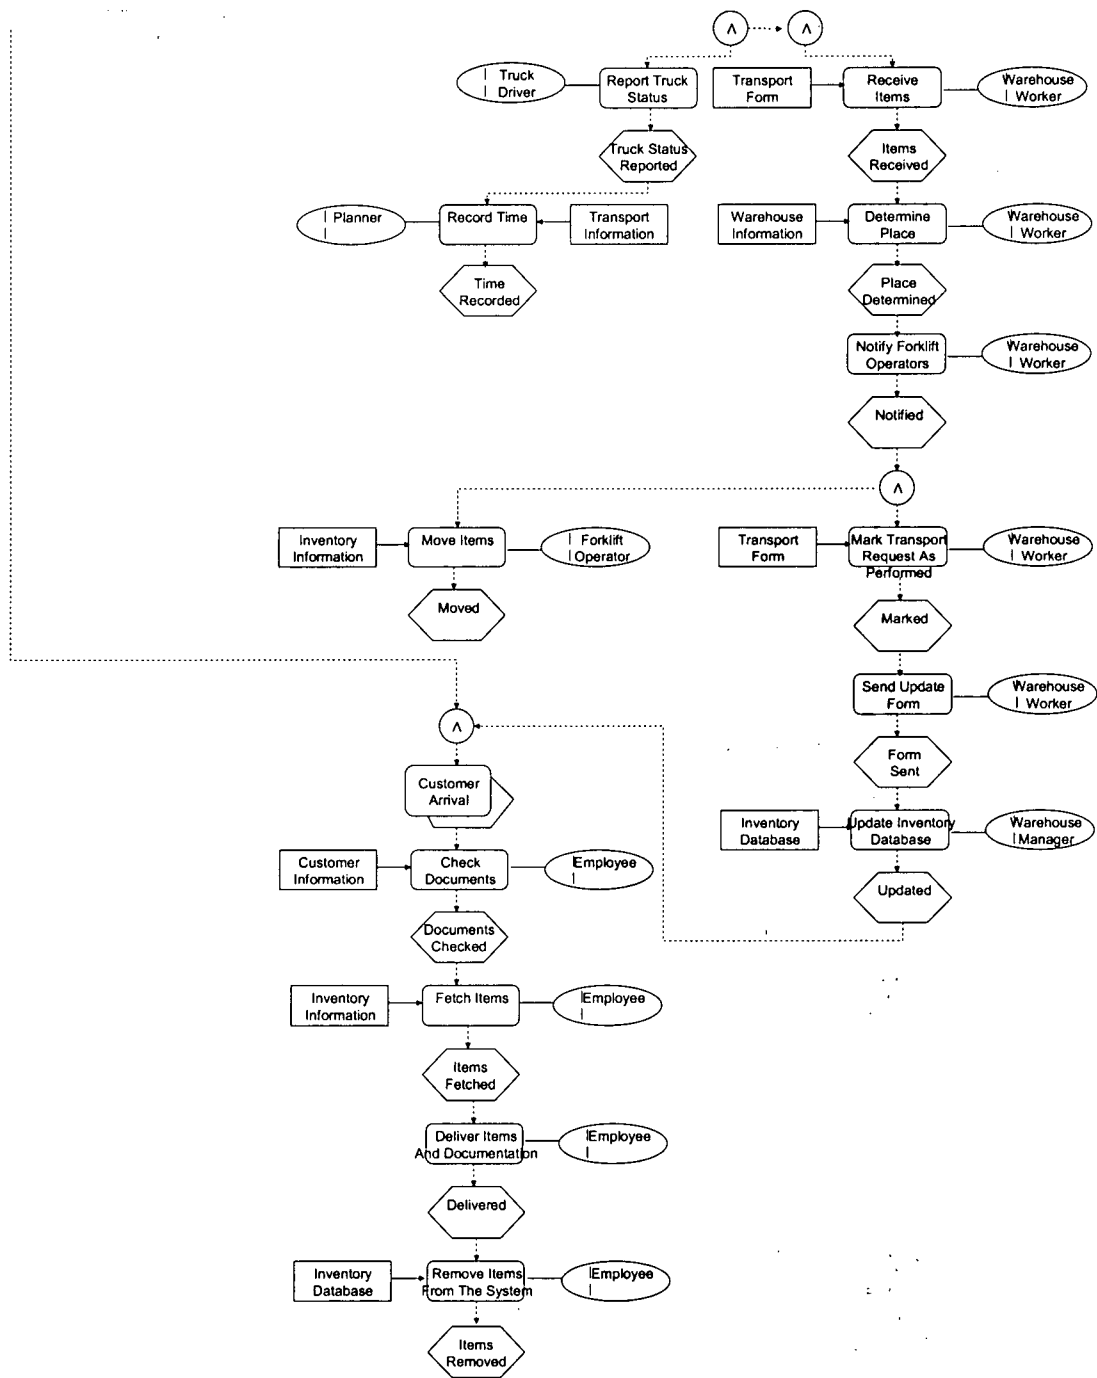 ∧
∧
Truck
Driver
Report Truck
Status
Transport
Form
Receive
Items
Warehouse
Worker
Truck Status
Reported
Items
Received
Planner
Record Time
Transport
Information
Warehouse
Information
Determine
Place
Warehouse
Worker
Time
Recorded
Place
Determined
Notify Forklift
Operators
Warehouse
Worker
Notified
∧
Inventory
Information
Move Items
Forklift
Operator
Transport
Form
Mark Transport
Request As
Performed
Warehouse
Worker
Moved
Marked
Send Update
Form
Warehouse
Worker
∧
Form
Sent
Customer
Arrival
Inventory
Database
Update Inventory
Database
Warehouse
Manager
Customer
Information
Check
Documents
Employee
Updated
Documents
Checked
Inventory
Information
Fetch Items
Employee
Items
Fetched
Deliver Items
And Documentation
Employee
Delivered
Inventory
Database
Remove Items
From The System
Employee
Items
Removed